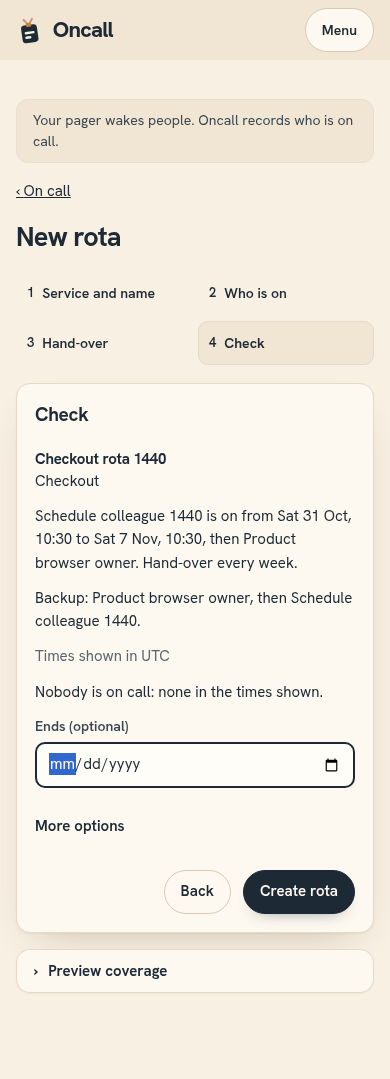 Oncall
Menu
Your pager wakes people. Oncall records who is on
call.
‹ On call
New rota
1 Service and name
2 Who is on
3 Hand-over
4 Check
Check
Checkout rota 1440
Checkout
Schedule colleague 1440 is on from Sat 31 Oct,
10:30 to Sat 7 Nov, 10:30, then Product
browser owner. Hand-over every week.
Backup: Product browser owner, then Schedule
colleague 1440.
Times shown in UTC
Nobody is on call: none in the times shown.
Ends (optional)
mm/dd/yyyy
More options
Back
Create rota
› Preview coverage